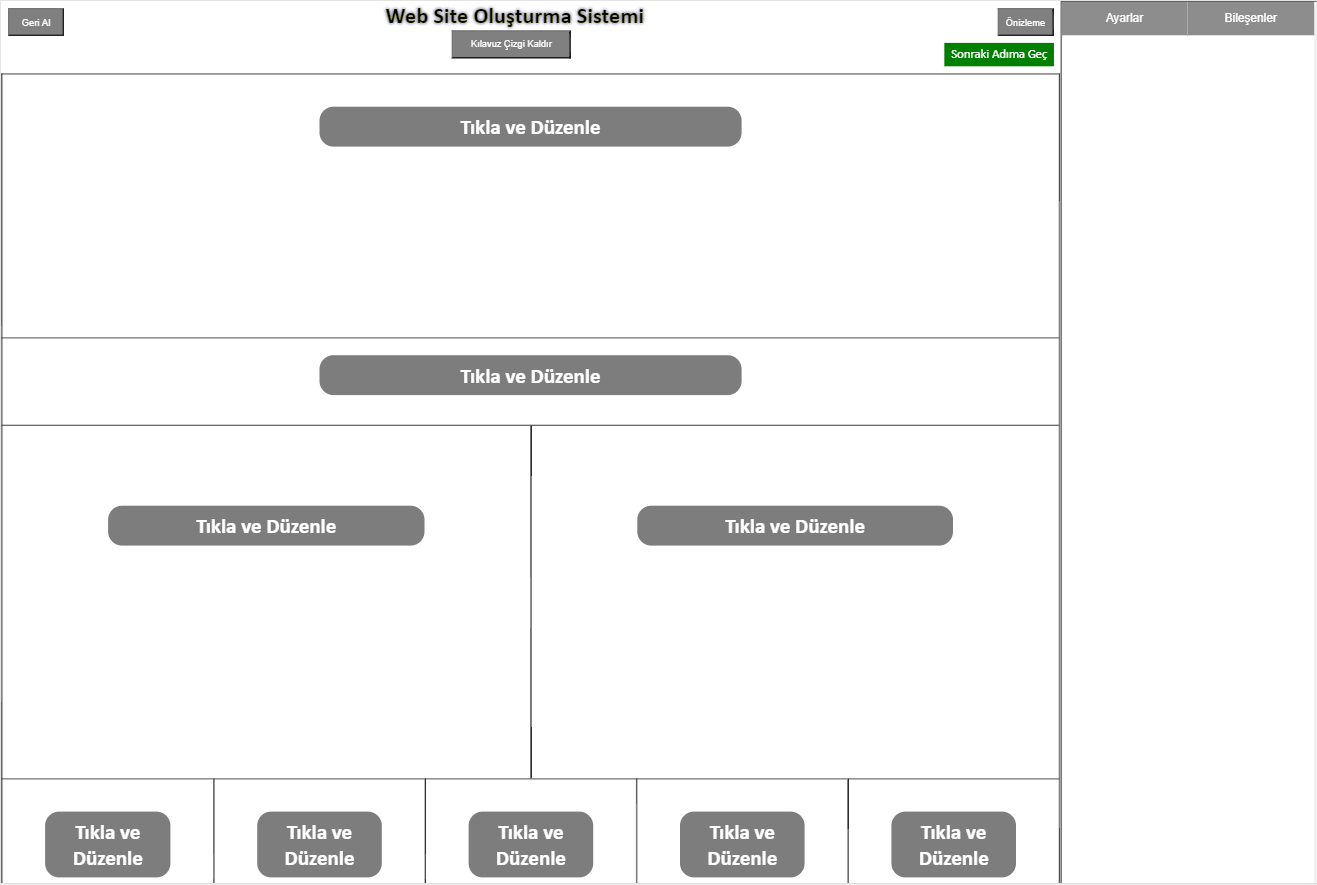 Geri Al
Web Site Oluşturma Sistemi
Önizleme
Ayarlar
Bileşenler
Kılavuz Çizgi Kaldır
Sonraki Adıma Geç
Tıkla ve Düzenle
Tıkla ve Düzenle
Tıkla ve Düzenle
Tıkla ve Düzenle
Tıkla ve
Düzenle
Tıkla ve
Düzenle
Tıkla ve
Düzenle
Tıkla ve
Düzenle
Tıkla ve
Düzenle